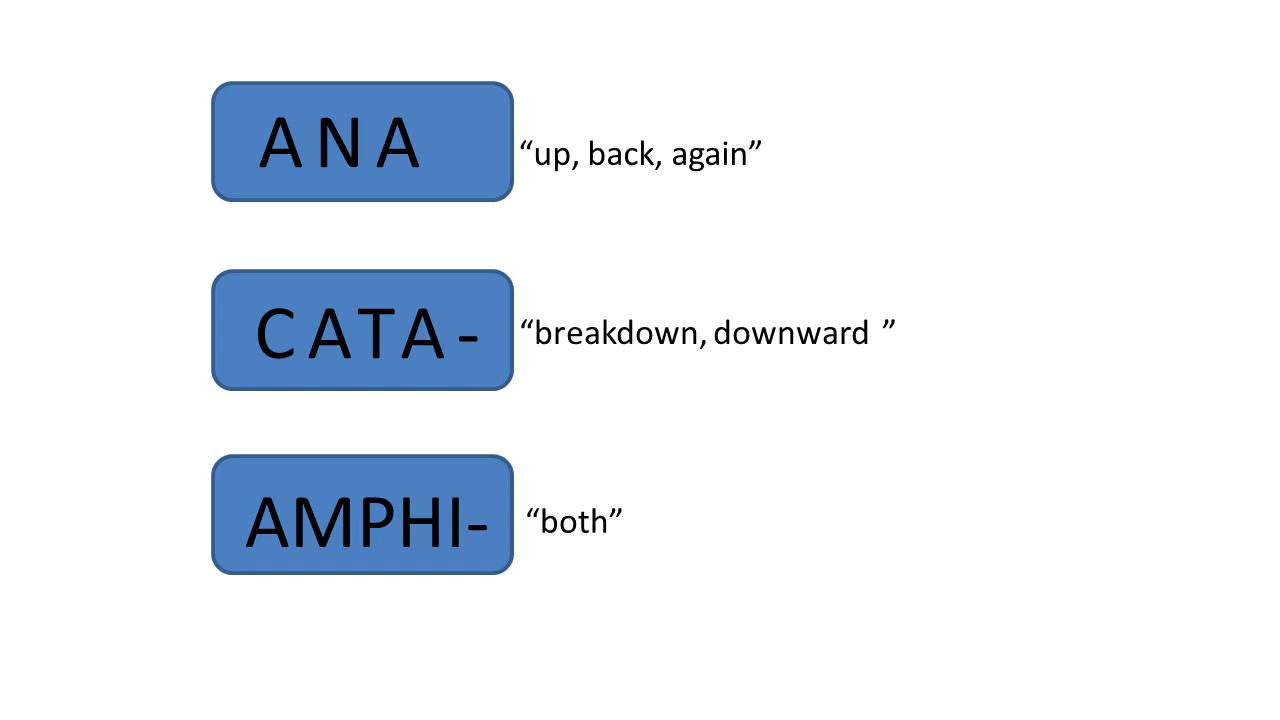 ANA “up, back, again”
CATA- “breakdown, downward ”
AMPHI- “both”